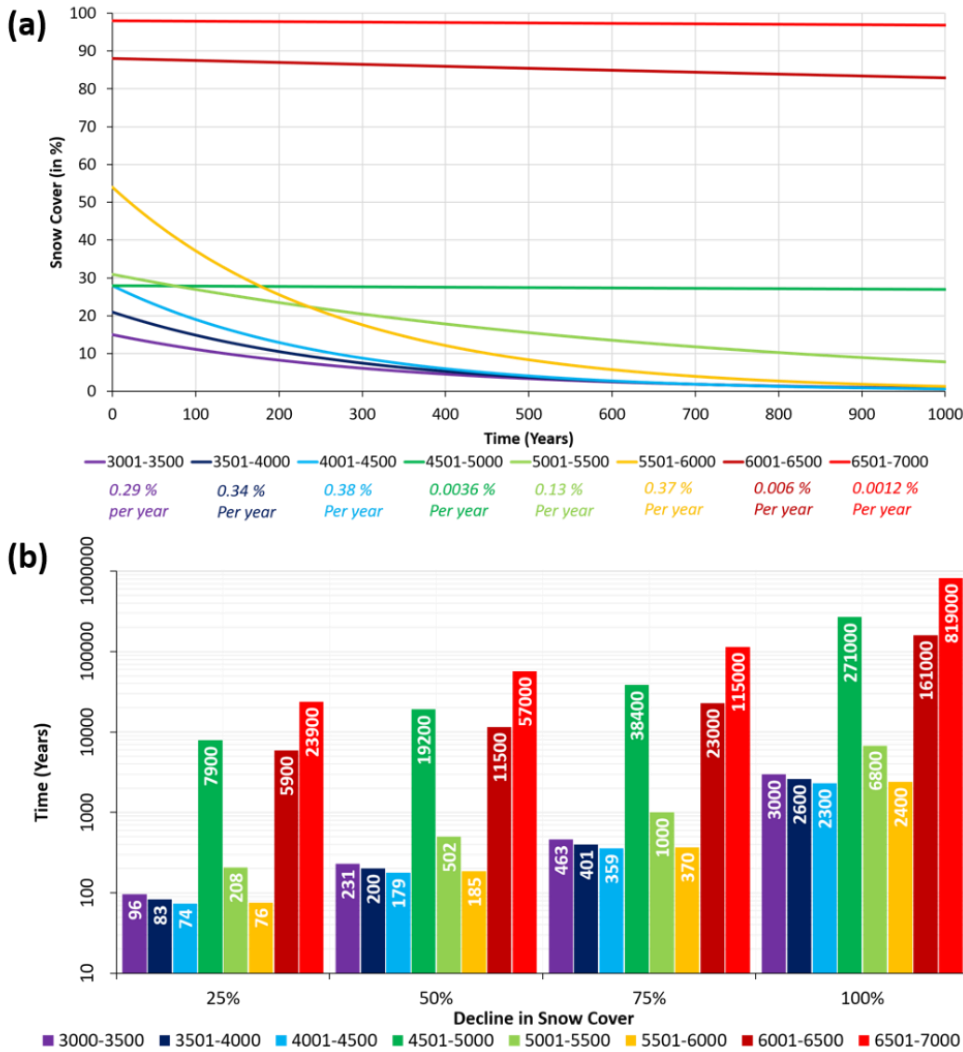 (a)
100
90
80
70
60
50
40
30
20
10
0
Snow Cover (in %)
0 100 200 300 400 500 600 700 800 900 1000
Time (Years)
3001-3500 3501-4000 4001-4500 4501-5000 5001-5500 5501-6000 6001-6500 6501-7000
0.29 % 0.34 % 0.38 % 0.0036 % 0.13 % 0.37 % 0.006 % 0.0012 %
per year Per year Per year Per year Per year Per year Per year Per year
(b)
1000000
100000
10000
1000
100
10
Time (Years)
96 83 74 7900 208 76 5900 23900
231 200 179 19200 502 185 11500 57000
463 401 359 38400 1000 370 23000 115000
3000 2600 2300 271000 6800 2400 161000 819000
25% 50% 75% 100%
Decline in Snow Cover
3000-3500 3501-4000 4001-4500 4501-5000 5001-5500 5501-6000 6001-6500 6501-7000